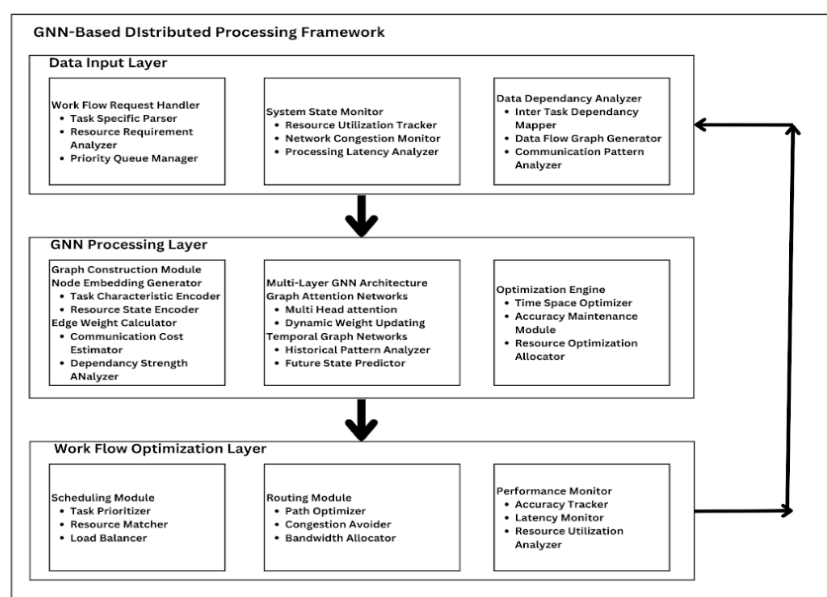 GNN-Based DIstributed Processing Framework
Data Input Layer
Work Flow Request Handler
• Task Specific Parser
• Resource Requirement
Analyzer
• Priority Queue Manager
System State Monitor
• Resource Utilization Tracker
• Network Congestion Monitor
• Processing Latency Analyzer
Data Dependancy Analyzer
• Inter Task Dependancy
Mapper
• Data Flow Graph Generator
• Communication Pattern
Analyzer
GNN Processing Layer
Graph Construction Module
Node Embedding Generator
• Task Characteristic Encoder
• Resource State Encoder
Edge Weight Calculator
• Communication Cost
Estimator
• Dependancy Strength
ANalyzer
Multi-Layer GNN Architecture
Graph Attention Networks
• Multi Head attention
• Dynamic Weight Updating
Temporal Graph Networks
• Historical Pattern Analyzer
• Future State Predictor
Optimization Engine
• Time Space Optimizer
• Accuracy Maintenance
Module
• Resource Optimization
Allocator
Work Flow Optimization Layer
Scheduling Module
• Task Prioritizer
• Resource Matcher
• Load Balancer
Routing Module
• Path Optimizer
• Congestion Avoider
• Bandwidth Allocator
Performance Monitor
• Accuracy Tracker
• Latency Monitor
• Resource Utilization
Analyzer